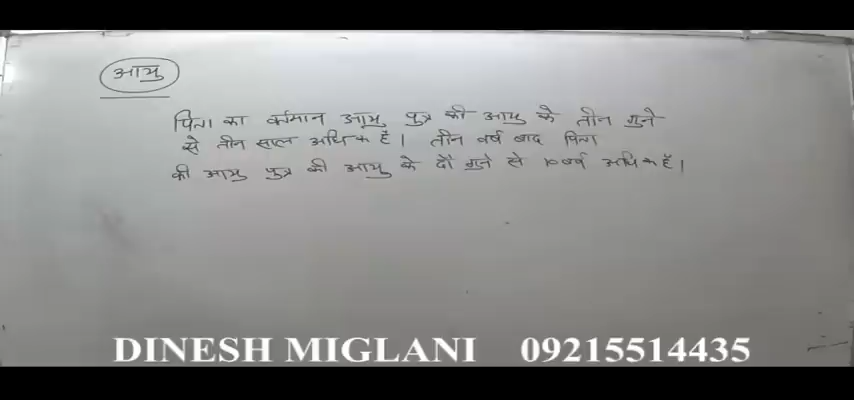 आयु
पिता का वर्तमान आयु पुत्र की आयु के तीन गुने
से तीन साल अधिक है। तीन वर्ष बाद पिता
की आयु पुत्र की आयु के दो गुने से 10 वर्ष अधिक है।
DINESH MIGLANI 09215514435